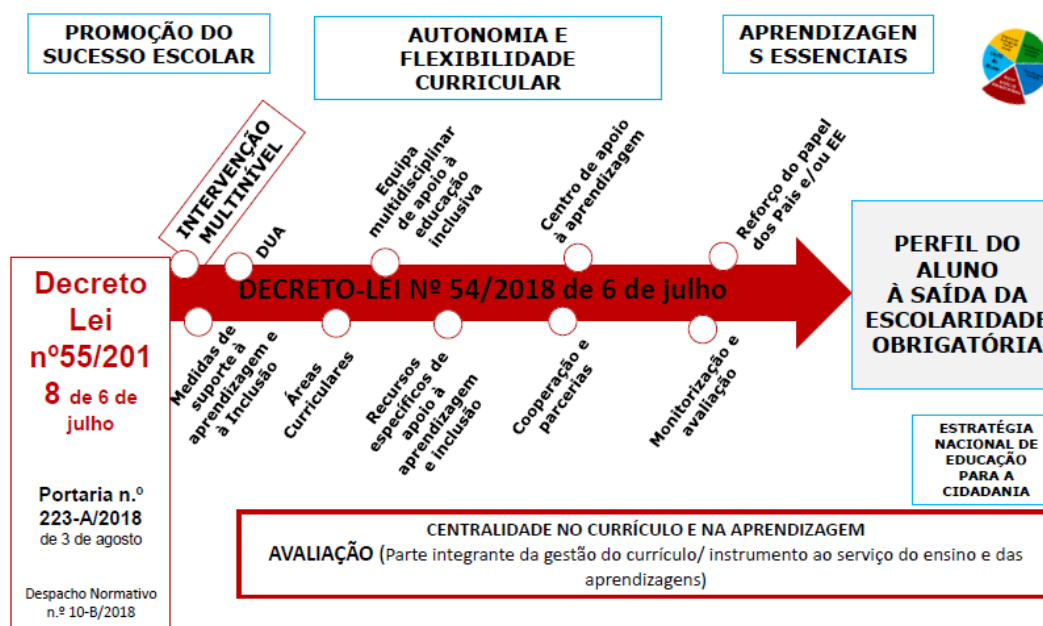 PROMOÇÃO DO
SUCESSO ESCOLAR
AUTONOMIA E
FLEXIBILIDADE
CURRICULAR
APRENDIZAGEN
S ESSENCIAIS
INTERVENÇÃO
MULTINÍVEL
DUA
Equipa
multidisciplinar
de apoio à
educação
inclusiva
Centro de apoio
à aprendizagem
Reforço do papel
dos Pais e/ou EE
DECRETO-LEI Nº 54/2018 de 6 de julho
Decreto
Lei
nº55/201
8 de 6 de
julho
Portaria n.º
223-A/2018
de 3 de agosto
Despacho Normativo
n.º 10-B/2018
Medidas de
suporte à
aprendizagem e
à Inclusão
Áreas
Curriculares
Recursos
específicos de
apoio à
aprendizagem
e inclusão
Cooperação e
parcerias
Monitorização e
avaliação
PERFIL DO
ALUNO
À SAÍDA DA
ESCOLARIDADE
OBRIGATÓRIA
ESTRATÉGIA
NACIONAL DE
EDUCAÇÃO
PARA A
CIDADANIA
CENTRALIDADE NO CURRÍCULO E NA APRENDIZAGEM
AVALIAÇÃO (Parte integrante da gestão do currículo/ instrumento ao serviço do ensino e das
aprendizagens)